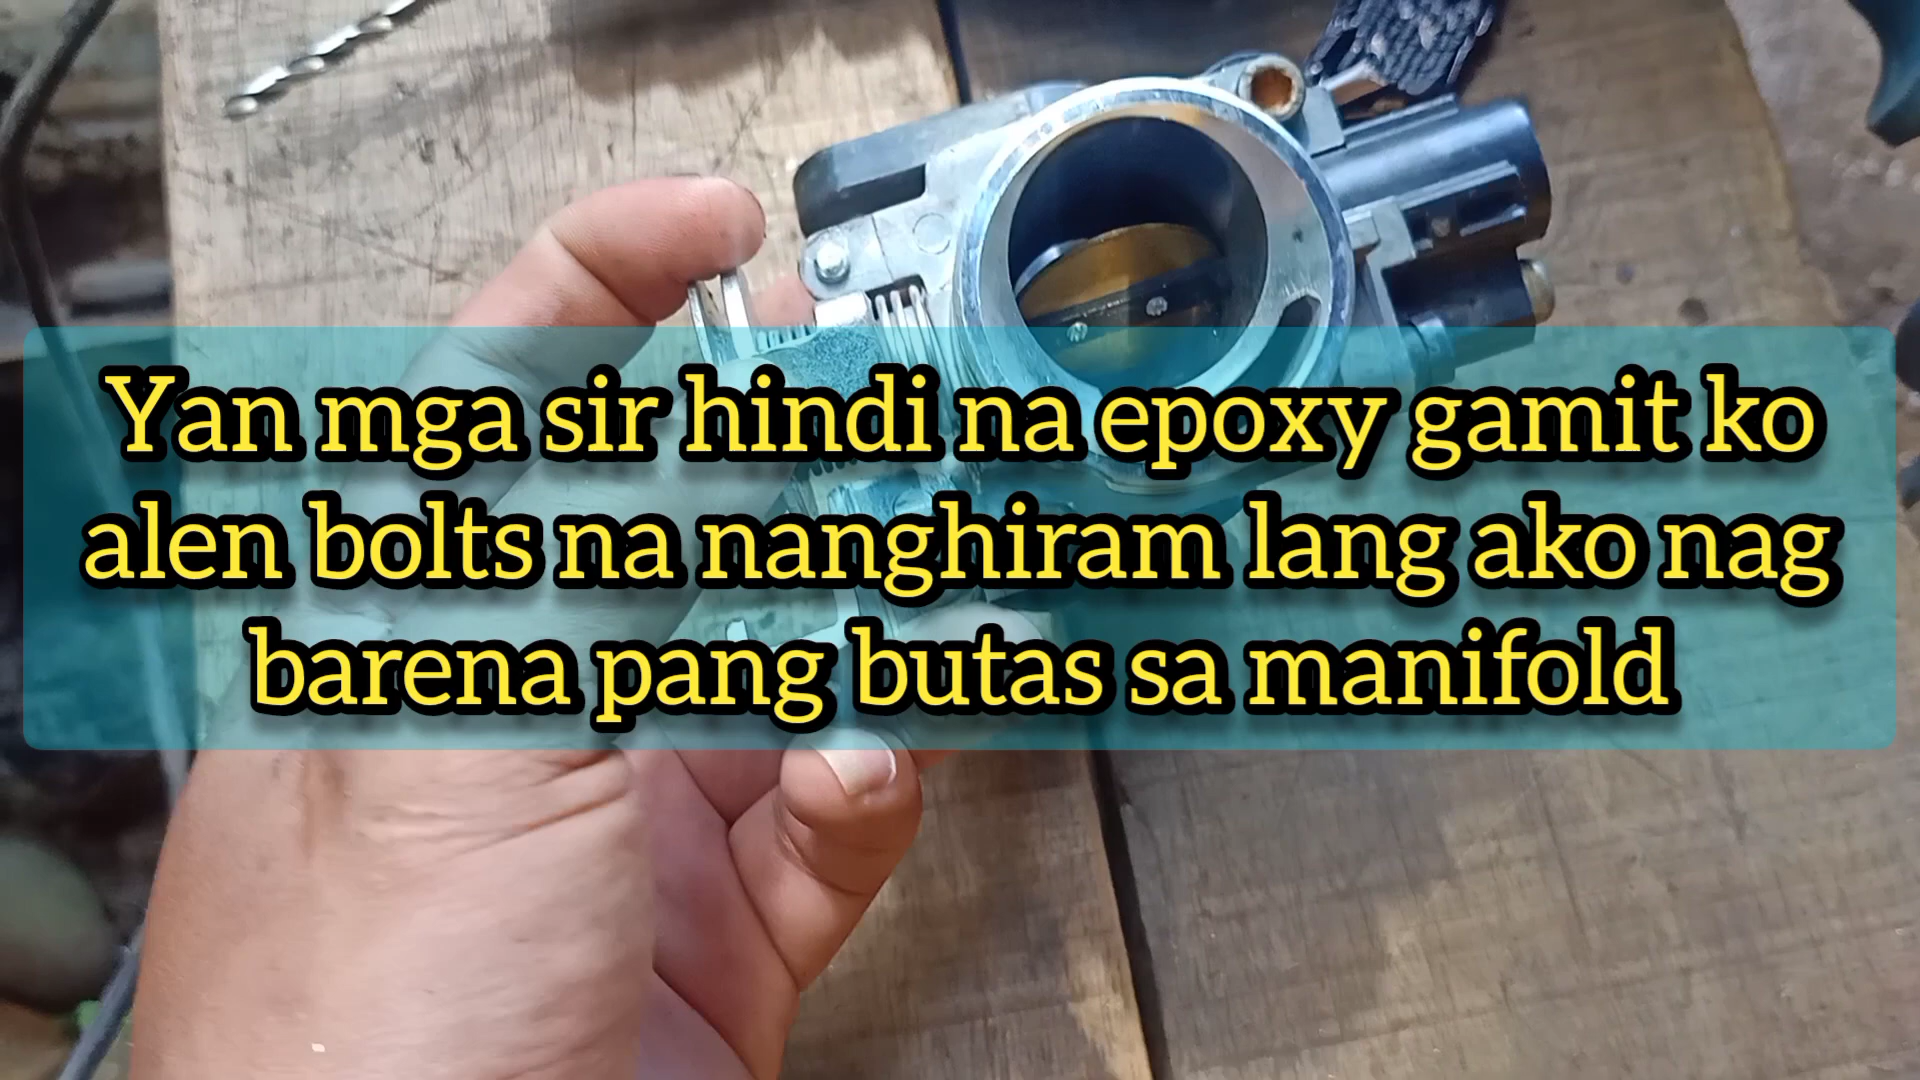 Yan mga sir hindi na epoxy gamit ko
alen bolts na nanghiram lang ako nag
barena pang butas sa manifold